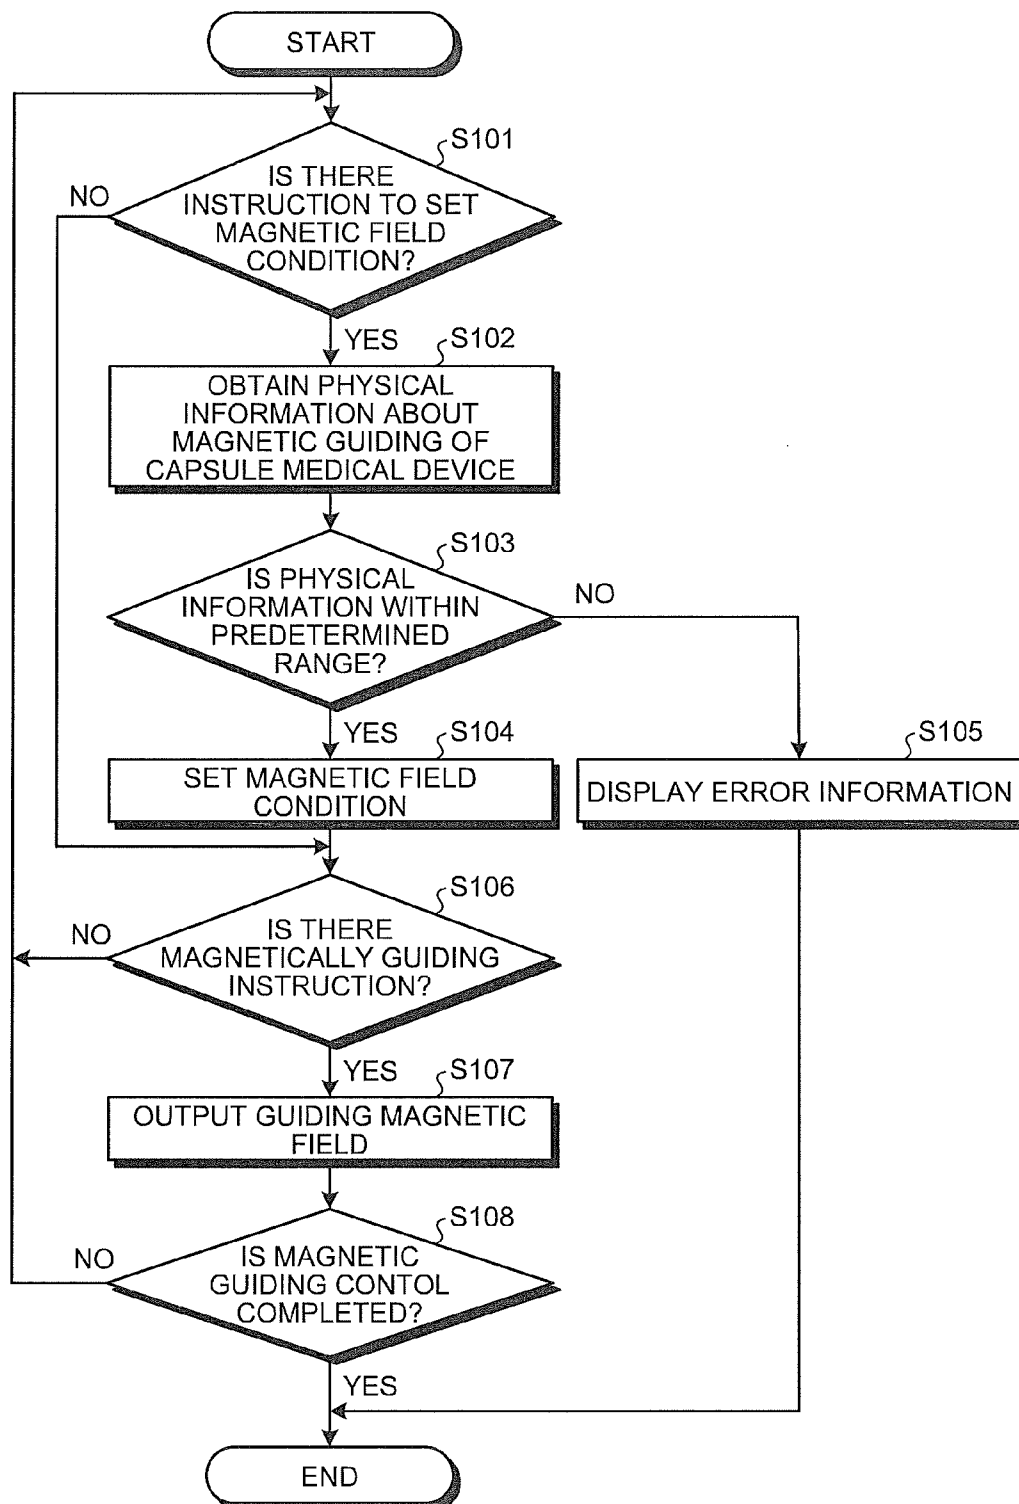 START
S101
IS THERE
INSTRUCTION TO SET
MAGNETIC FIELD
CONDITION?
NO
YES
S102
OBTAIN PHYSICAL
INFORMATION ABOUT
MAGNETIC GUIDING OF
CAPSULE MEDICAL DEVICE
S103
IS PHYSICAL
INFORMATION WITHIN
PREDETERMINED
RANGE?
NO
YES
S104
SET MAGNETIC FIELD
CONDITION
S105
DISPLAY ERROR INFORMATION
S106
IS THERE
MAGNETICALLY GUIDING
INSTRUCTION?
NO
YES
S107
OUTPUT GUIDING MAGNETIC
FIELD
S108
IS MAGNETIC
GUIDING CONTOL
COMPLETED?
NO
YES
END